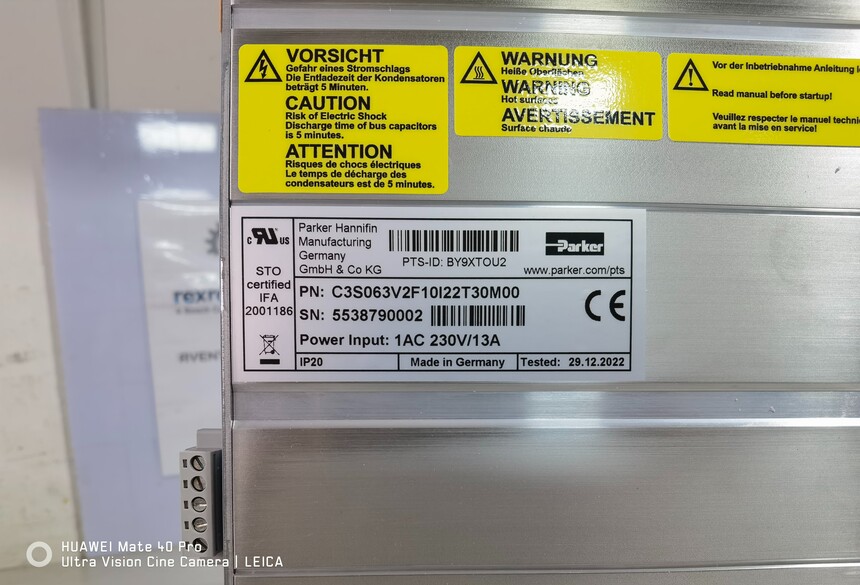 VORSICHT
Gefahr eines Stromschlags
Die Entladezeit der Kondensatoren
beträgt 5 Minuten.
CAUTION
Risk of Electric Shock
Discharge time of bus capacitors
is 5 minutes.
ATTENTION
Risques de chocs électriques
Le temps de décharge des
condensateurs est de 5 minutes.
WARNUNG
Heiße Oberflächen
WARNING
Hot surfaces
AVERTISSEMENT
Surface chaude
Vor der Inbetriebnahme Anleitung
Read manual before startup!
Veuillez respecter le manuel
avant la mise en service!
c RU US
STO
certified
IFA
2001186
Parker Hannifin
Manufacturing
Germany
GmbH & Co KG
PTS-ID: BY9XTOU2
Parker
www.parker.com/pts
PN: C3S063V2F10I22T30M00
SN: 5538790002
CE
Power Input: 1AC 230V/13A
IP20
Made in Germany
Tested: 29.12.2022
HUAWEI Mate 40 Pro
Ultra Vision Cine Camera | LEICA